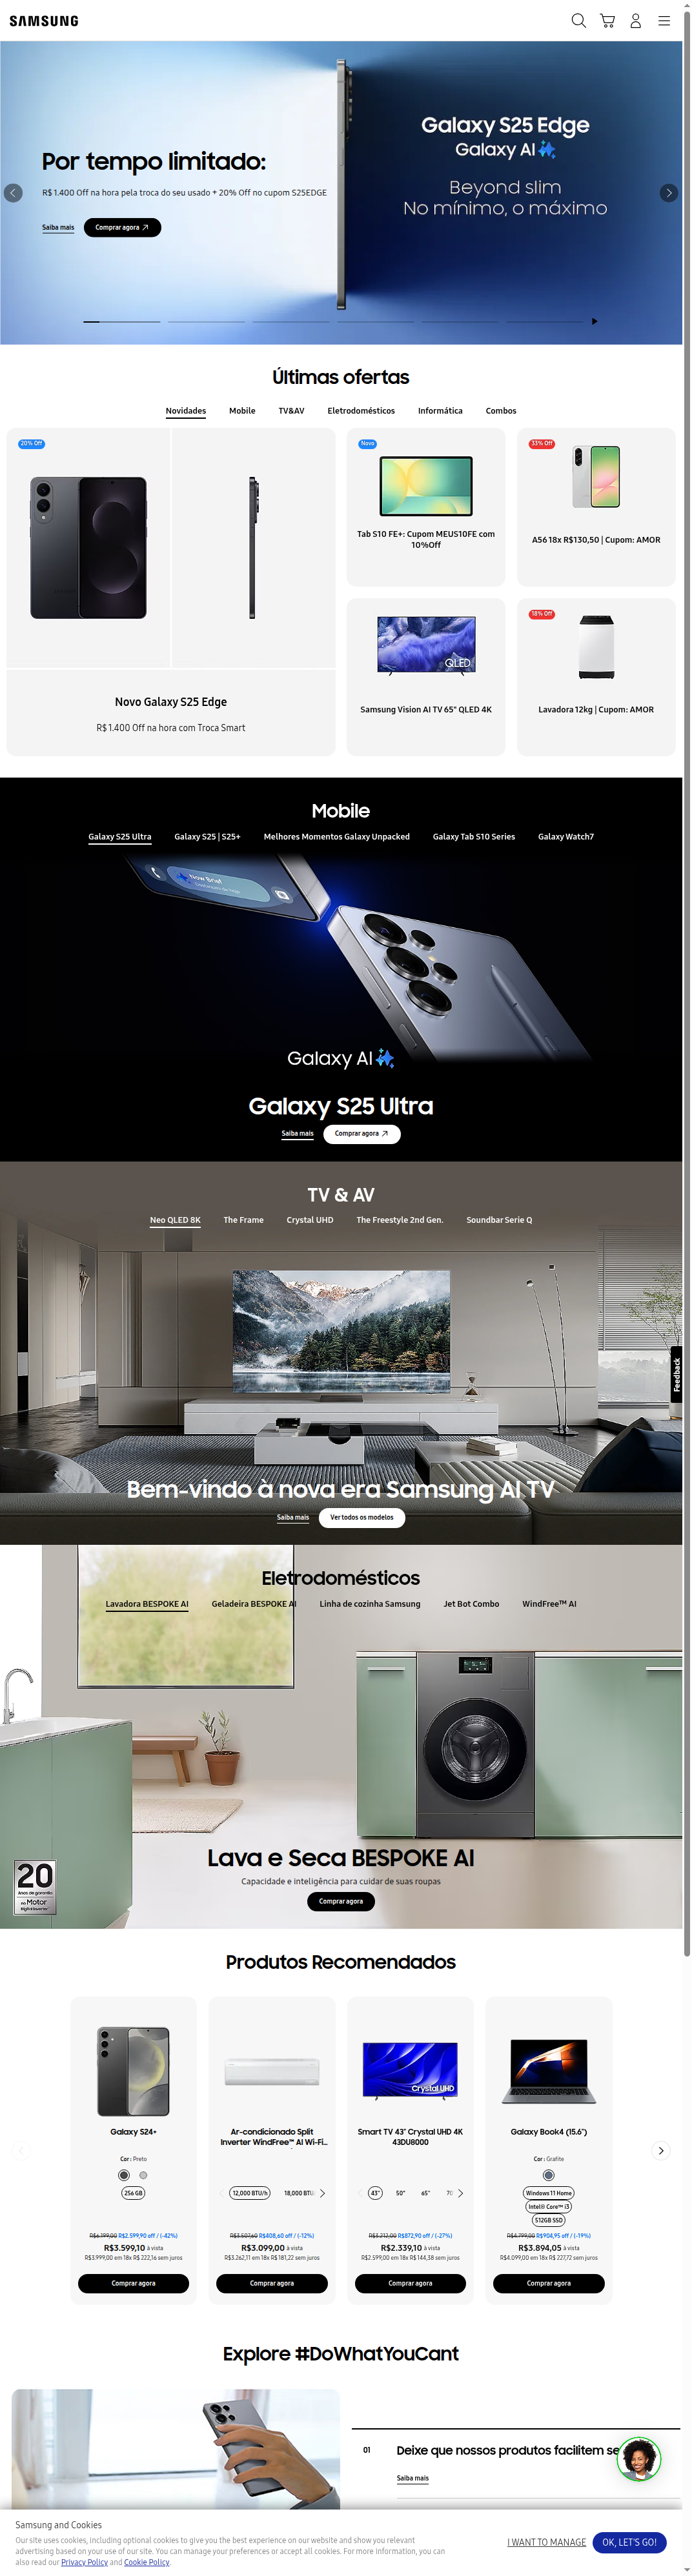 SAMSUNG
Galaxy S25 Edge
Galaxy AI
Por tempo limitado:
R$ 1.400 Off na hora pela troca do seu usado + 20% Off no cupom S25EDGE
Beyond slim
No mínimo, o máximo
Saiba mais
Comprar agora
Últimas ofertas
Novidades
Mobile
TV&AV
Eletrodomésticos
Informática
Combos
20% Off
Novo Galaxy S25 Edge
R$ 1.400 Off na hora com Troca Smart
Novo
Tab S10 FE+: Cupom MEUS10FE com
10%Off
33% Off
A56 18x R$130,50 | Cupom: AMOR
QLED
Samsung Vision AI TV 65" QLED 4K
18% Off
Lavadora 12kg | Cupom: AMOR
Mobile
Galaxy S25 Ultra
Galaxy S25 | S25+
Melhores Momentos Galaxy Unpacked
Galaxy Tab S10 Series
Galaxy Watch7
Now Brief
Galaxy AI
Galaxy S25 Ultra
Saiba mais
Comprar agora
TV & AV
Neo QLED 8K
The Frame
Crystal UHD
The Freestyle 2nd Gen.
Soundbar Serie Q
Feedback
Bem-vindo à nova era Samsung AI TV
Saiba mais
Ver todos os modelos
Eletrodomésticos
Lavadora BESPOKE AI
Geladeira BESPOKE AI
Linha de cozinha Samsung
Jet Bot Combo
WindFree™ AI
Lava e Seca BESPOKE AI
Capacidade e inteligência para cuidar de suas roupas
Comprar agora
20
Anos de garantia
no Motor
Digital Inverter
Produtos Recomendados
Galaxy S24+
Cor : Preto
256 GB
R$6.199,00 R$2.599,90 off / (-42%)
R$3.599,10 à vista
R$3.999,00 em 18x R$ 222,16 sem juros
Comprar agora
Ar-condicionado Split
Inverter WindFree™ AI Wi-Fi...
12,000 BTU/h
18,000 BTU
R$3.507,60 R$408,60 off / (-12%)
R$3.099,00 à vista
R$3.262,11 em 18x R$ 181,22 sem juros
Comprar agora
Crystal UHD
Smart TV 43" Crystal UHD 4K
43DU8000
43"
50"
65"
R$3.212,00 R$872,90 off / (-27%)
R$2.339,10 à vista
R$2.599,00 em 18x R$ 144,38 sem juros
Comprar agora
Galaxy Book4 (15.6")
Cor : Grafite
Windows 11 Home
Intel® Core™ i3
512GB SSD
R$4.799,00 R$904,95 off / (-19%)
R$3.894,05 à vista
R$4.099,00 em 18x R$ 227,72 sem juros
Comprar agora
Explore #DoWhatYouCant
01
Deixe que nossos produtos facilitem se
Saiba mais
Samsung and Cookies
Our site uses cookies, including optional cookies to give you the best experience on our website and show you relevant
advertising based on your use of our site. You can manage your preferences or accept all cookies. For more information, you can
also read our Privacy Policy and Cookie Policy.
I WANT TO MANAGE
OK, LET'S GO!